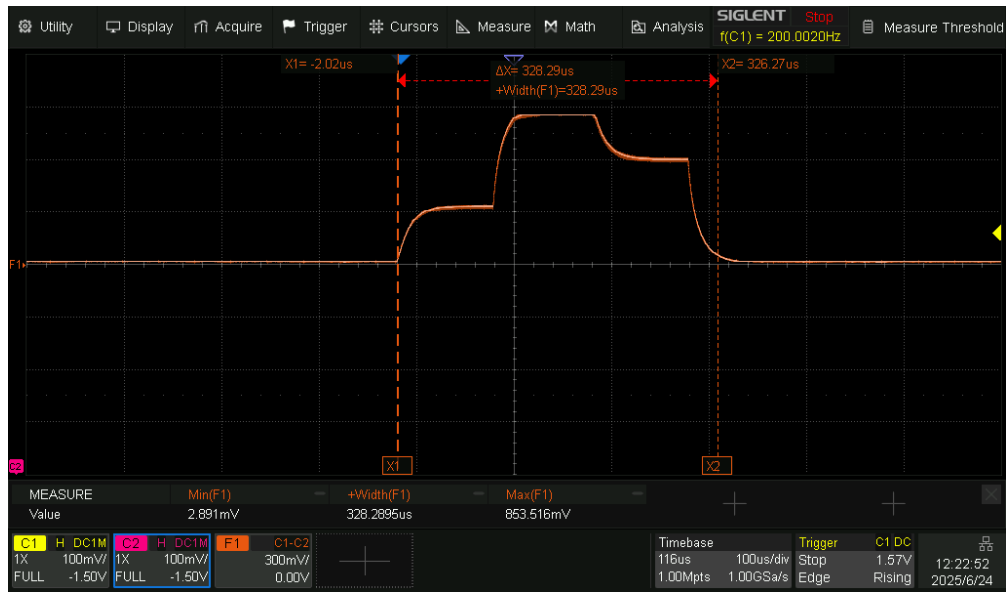 Utility Display Acquire Trigger Cursors Measure Math Analysis SIGLENT Stop Measure Threshold
f(C1) = 200.0020Hz
X1= -2.02us ΔX= 328.29us X2= 326.27us
+Width(F1)=328.29us
F1
C2
X1 X2
MEASURE Min(F1) +Width(F1) Max(F1)
Value 2.891mV 328.2895us 853.516mV
C1 H DC1M C2 H DC1M F1 C1-C2 Timebase Trigger C1 DC
1X 100mV/ 1X 100mV/ 300mV/ 116us 100us/div Stop 1.57V 12:22:52
FULL -1.50V FULL -1.50V 0.00V 1.00Mpts 1.00GSa/s Edge Rising 2025/6/24